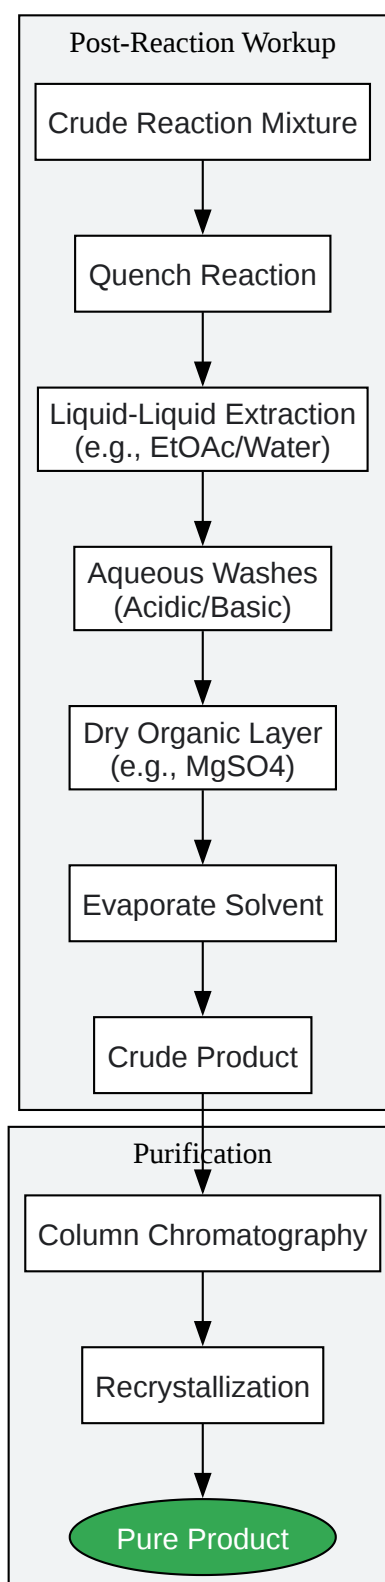 Post-Reaction Workup
Crude Reaction Mixture
Quench Reaction
Liquid-Liquid Extraction
(e.g., EtOAc/Water)
Aqueous Washes
(Acidic/Basic)
Dry Organic Layer
(e.g., MgSO4)
Evaporate Solvent
Crude Product
Purification
Column Chromatography
Recrystallization
Pure Product